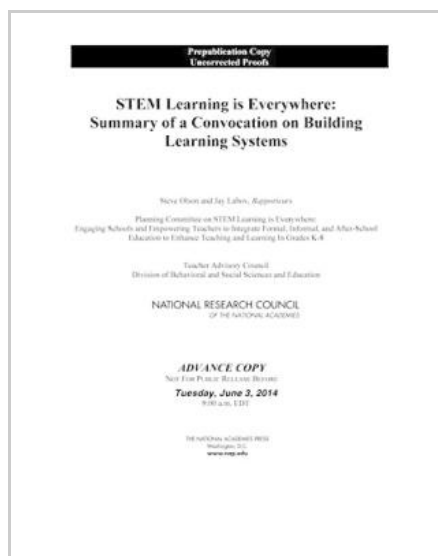 Prepublication Copy
Uncorrected Proofs
STEM Learning is Everywhere:
Summary of a Convocation on Building
Learning Systems
Steve Olson and Jay Labov, Rapporteurs
Planning Committee on STEM Learning is Everywhere:
Engaging Schools and Empowering Teachers to Integrate Formal, Informal, and After-School
Education to Enhance Teaching and Learning in Grades K-8
Teacher Advisory Council
Division of Behavioral and Social Sciences and Education
NATIONAL RESEARCH COUNCIL
OF THE NATIONAL ACADEMIES
ADVANCE COPY
NOT FOR PUBLIC RELEASE BEFORE
Tuesday, June 3, 2014
9:00 a.m. EDT
THE NATIONAL ACADEMIES PRESS
Washington, D.C.
www.nap.edu